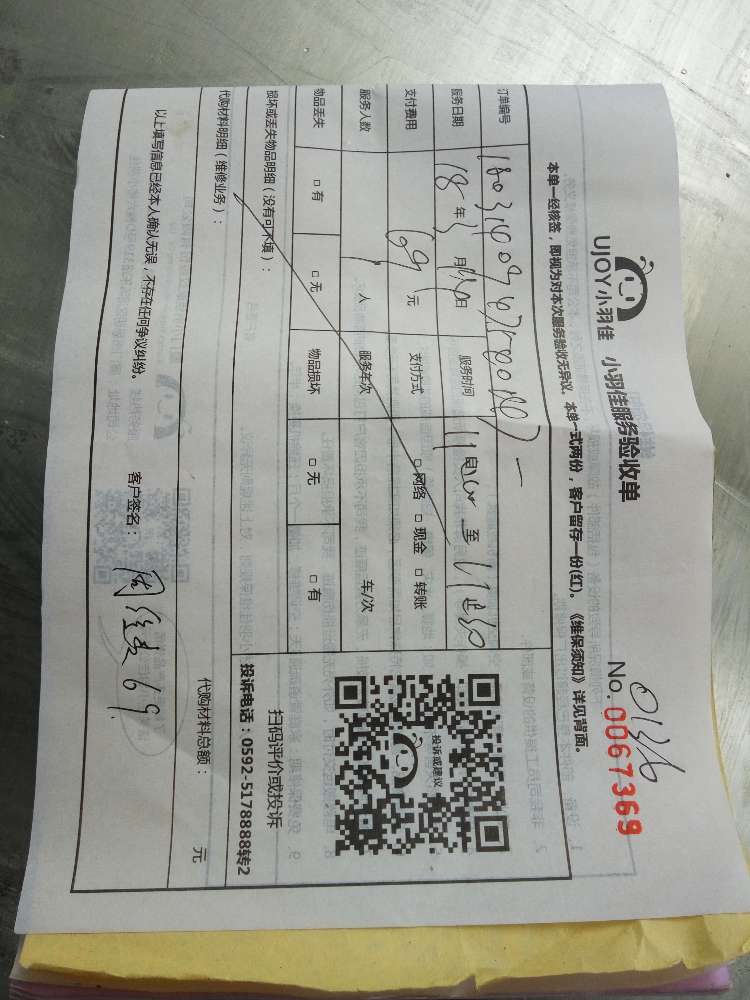 UJOY小羽佳 小羽佳服务验收单
0136
No. 0067369
本单一经核签，即视为对本次服务验收无异议。本单一式两份，客户留存一份(红)。《维保须知》详见背面。
订单编号
服务日期 18 年 3 月 日 服务时间 11 至
支付费用 69 元 支付方式 □ 网络 □ 现金 □ 转账
服务人数 人 服务车次 车/次
物品丢失 □ 有 □ 无 物品损坏 □ 无 □ 有
投诉或建议
扫码评价或投诉
投诉电话：0592-5178888转2
损坏或丢失物品明细（没有可不填）：
代购材料明细（维修业务）：
代购材料总额： 元
以上填写信息已经本人确认无误，不存在任何争议纠纷。 客户签名： 69